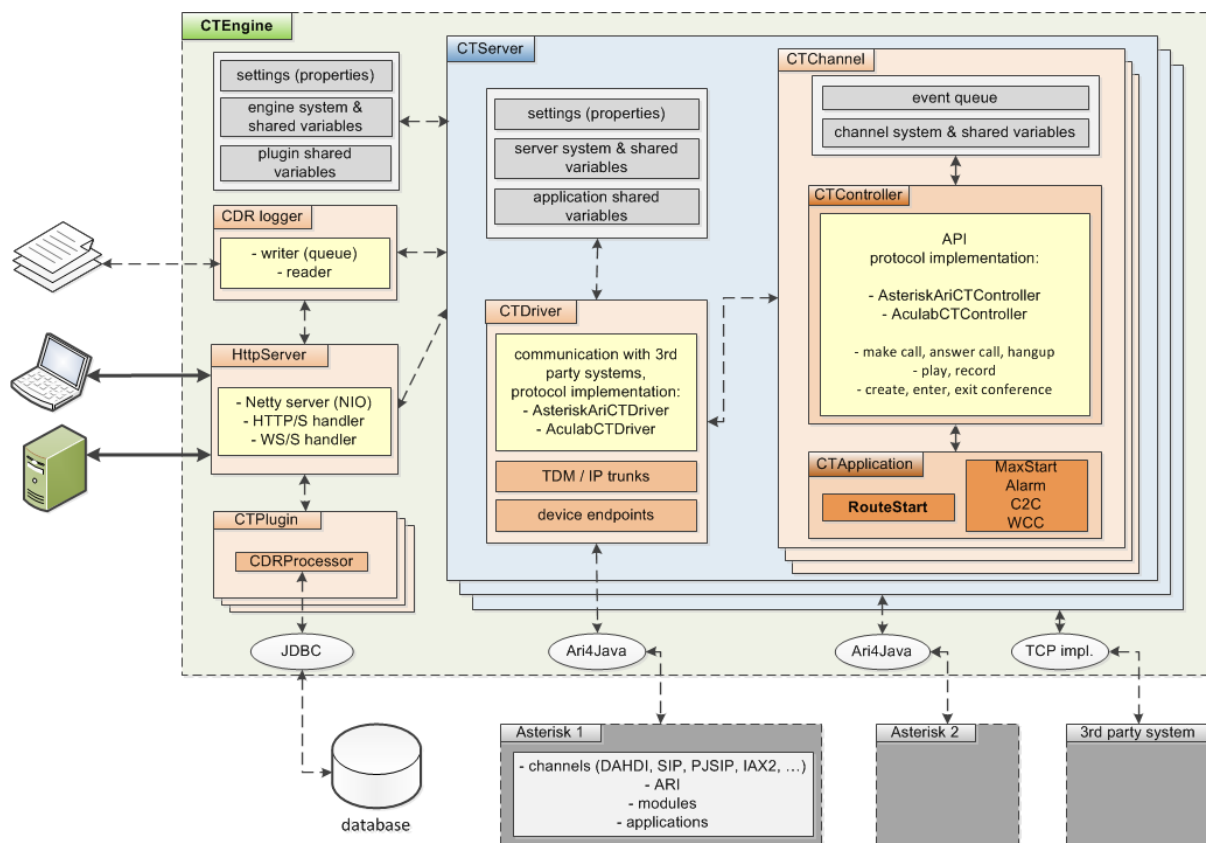 CTEngine
settings (properties)
engine system &
shared variables
plugin shared
variables
CDR logger
- writer (queue)
- reader
HttpServer
- Netty server (NIO)
- HTTP/S handler
- WS/S handler
CTPlugin
CDRProcessor
JDBC
database
CTServer
settings (properties)
server system & shared
variables
application shared
variables
CTDriver
communication with 3rd
party systems,
protocol implementation:
- AsteriskAriCTDriver
- AculabCTDriver
TDM / IP trunks
device endpoints
CTChannel
event queue
channel system & shared variables
CTController
API
protocol implementation:
- AsteriskAriCTController
- AculabCTController
- make call, answer call, hangup
- play, record
- create, enter, exit conference
CTApplication
RouteStart
MaxStart
Alarm
C2C
WCC
Ari4Java
Ari4Java
TCP impl.
Asterisk 1
- channels (DAHDI, SIP, PJSIP, IAX2, ...)
- ARI
- modules
- applications
Asterisk 2
3rd party system